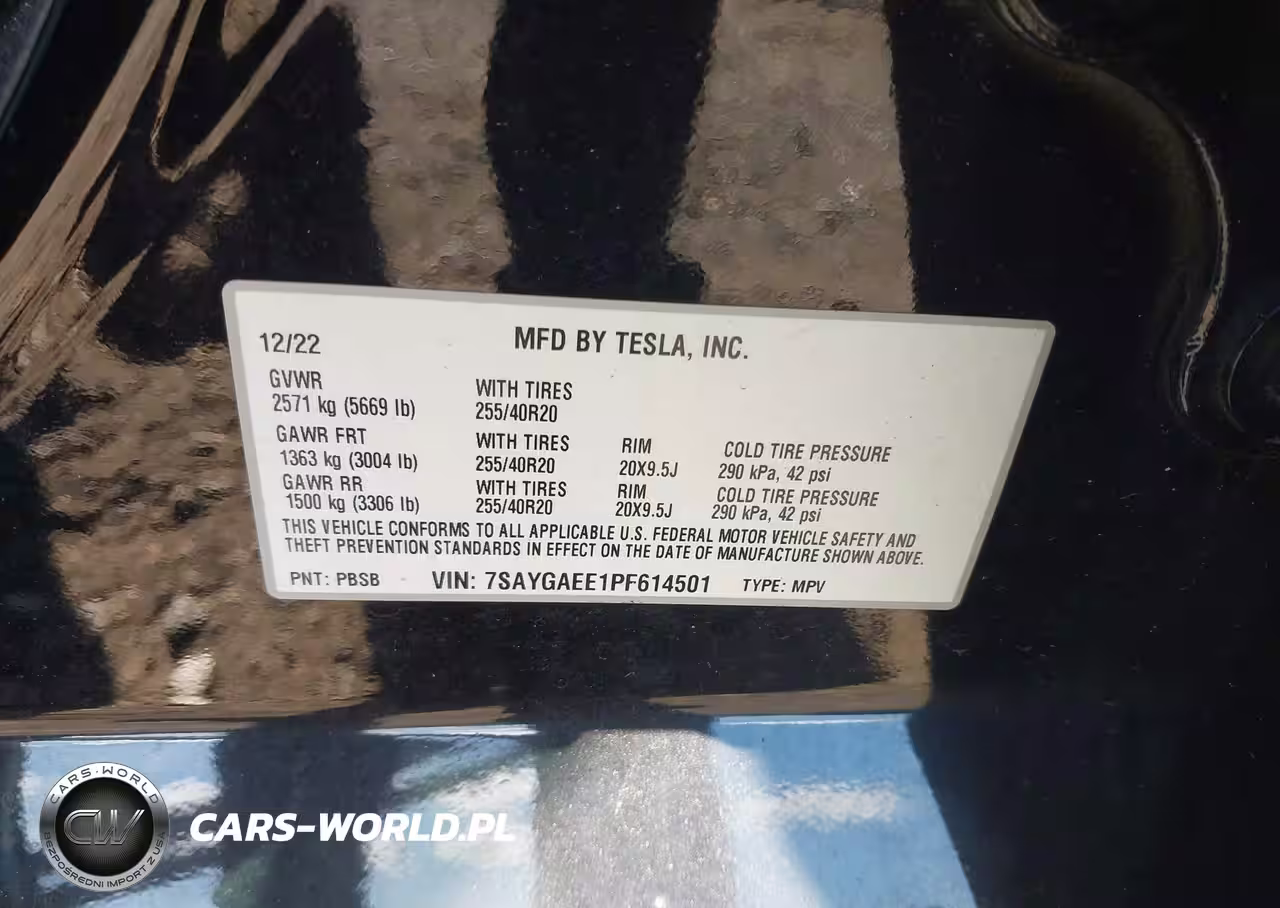 12/22 MFD BY TESLA, INC.
GVWR
2571 kg (5669 lb)
WITH TIRES
255/40R20
GAWR FRT
1363 kg (3004 lb)
WITH TIRES
255/40R20
RIM
20X9.5J
COLD TIRE PRESSURE
290 kPa, 42 psi
GAWR RR
1500 kg (3306 lb)
WITH TIRES
255/40R20
RIM
20X9.5J
COLD TIRE PRESSURE
290 kPa, 42 psi
THIS VEHICLE CONFORMS TO ALL APPLICABLE U.S. FEDERAL MOTOR VEHICLE SAFETY AND
THEFT PREVENTION STANDARDS IN EFFECT ON THE DATE OF MANUFACTURE SHOWN ABOVE.
PNT: PBSB VIN: 7SAYGAEE1PF614501 TYPE: MPV
CARS-WORLD
CW
BEZPOŚREDNI IMPORT Z USA
CARS-WORLD.PL